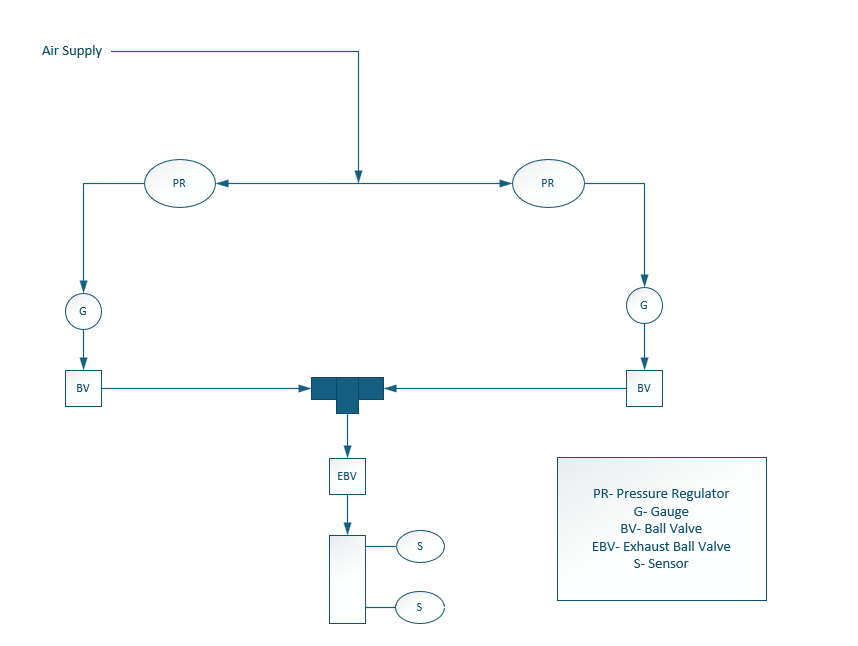 Air Supply
PR
PR
G
G
BV
BV
EBV
S
S
PR- Pressure Regulator
G- Gauge
BV- Ball Valve
EBV- Exhaust Ball Valve
S- Sensor